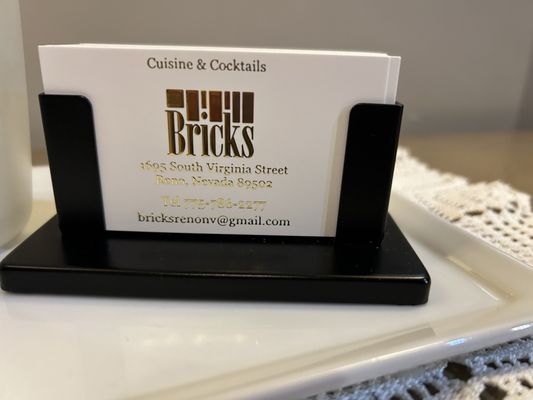 Cuisine & Cocktails
Bricks
1695 South Virginia Street
Reno, Nevada 89502
Tel 775-786-2277
bricksrenonv@gmail.com